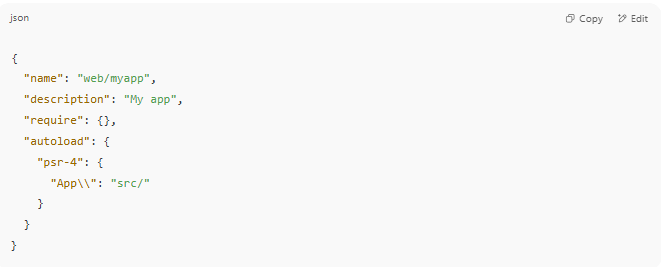 json
Copy Edit
{
"name": "web/myapp",
"description": "My app",
"require": {},
"autoload": {
"psr-4": {
"App\\": "src/"
}
}
}